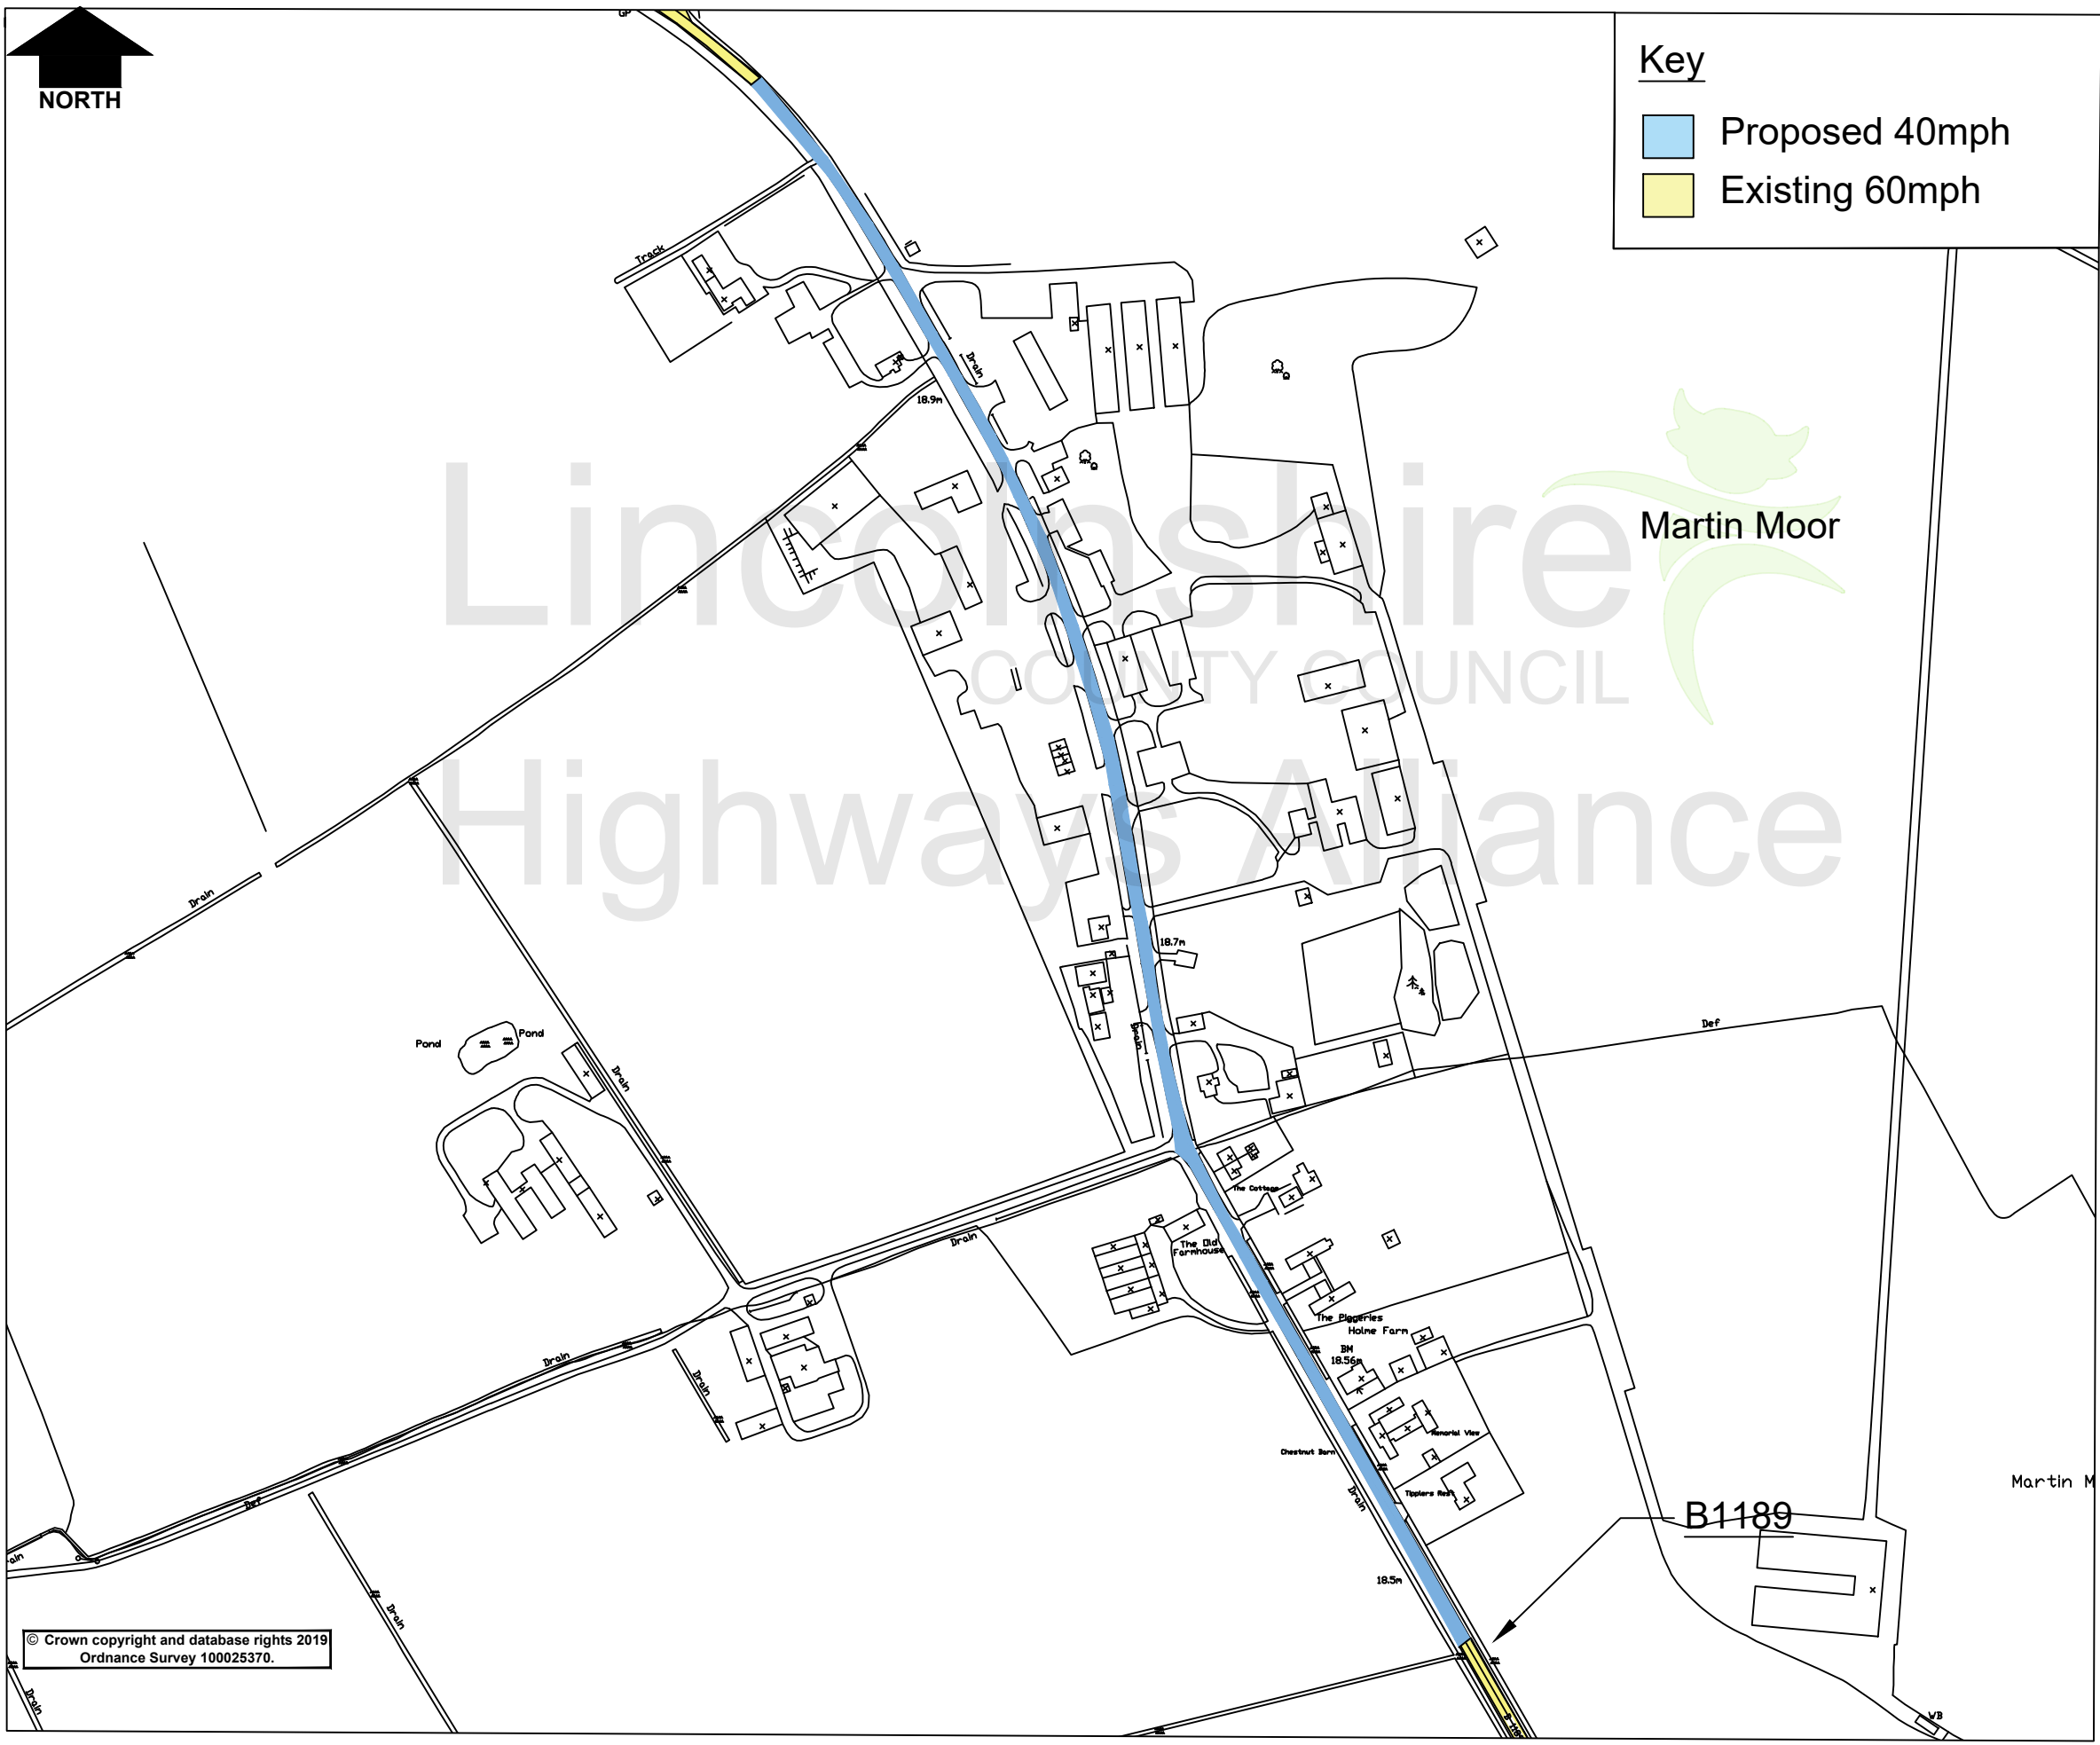 GP
NORTH
Key
Proposed 40mph
Existing 60mph
Track
Drain
18.9m
Lincolnshire
COUNTY COUNCIL
Highways Alliance
Martin Moor
Drain
18.7m
Drain
Def
Pond
Pond
Drain
The Cottage
The Old
Farmhouse
Drain
The Piggeries
Holme Farm
BM
18.56m
Drain
Drain
Memorial View
Chestnut Barn
Tipplers Rest
Drain
Martin M
B1189
Def
18.5m
Drain
© Crown copyright and database rights 2019
Ordnance Survey 100025370.
Drain
WB